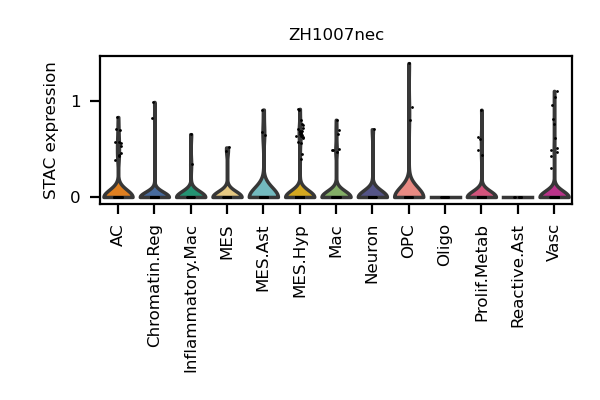 ZH1007nec
STAC expression
1
0
AC
Chromatin.Reg
Inflammatory.Mac
MES
MES.Ast
MES.Hyp
Mac
Neuron
OPC
Oligo
Prolif.Metab
Reactive.Ast
Vasc